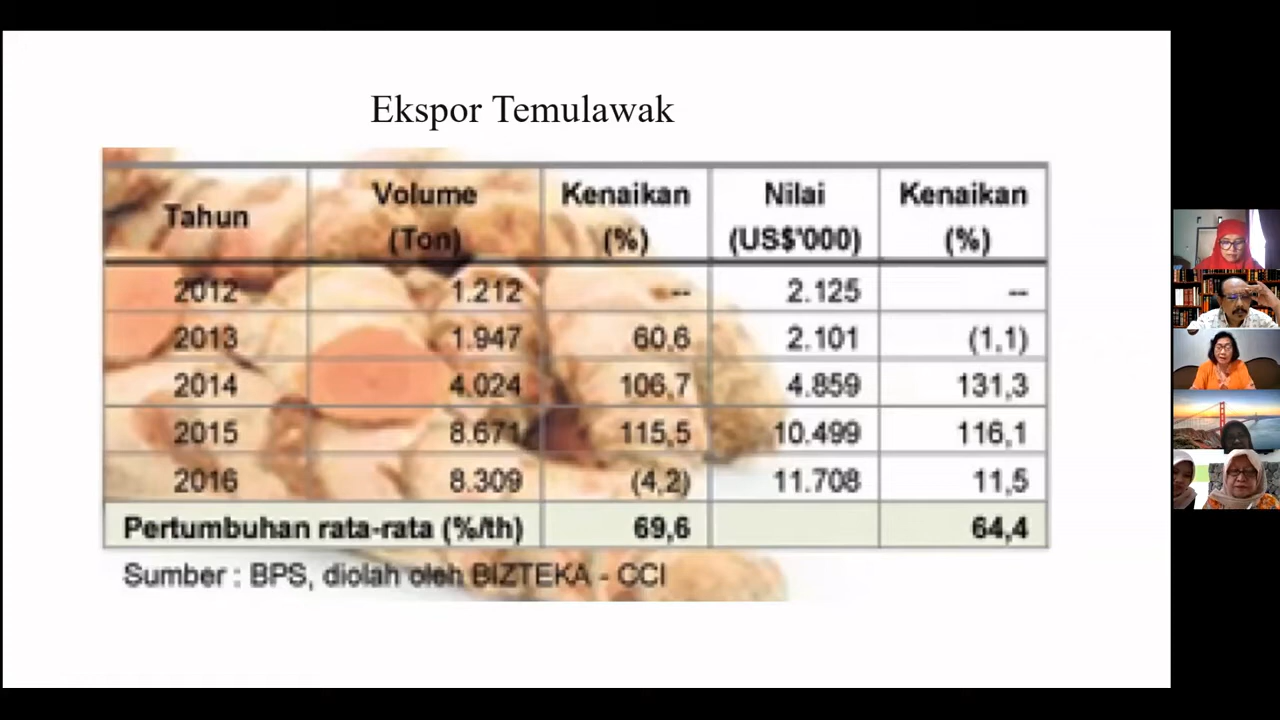 Ekspor Temulawak
Tahun Volume (Ton) Kenaikan (%) Nilai (US$'000) Kenaikan (%)
2012 1.212 -- 2.125 --
2013 1.947 60,6 2.101 (1,1)
2014 4.024 106,7 4.859 131,3
2015 8.671 115,5 10.499 116,1
2016 8.309 (4,2) 11.708 11,5
Pertumbuhan rata-rata (%/th) 69,6 64,4
Sumber : BPS, diolah oleh BIZTEKA - CCI